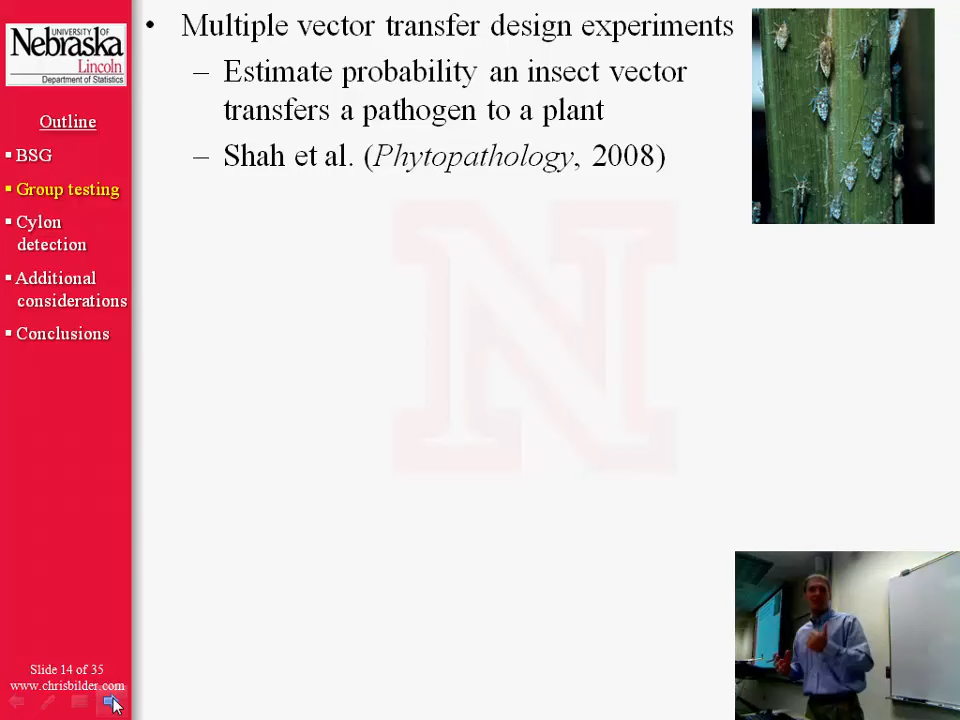 UNIVERSITY OF
Nebraska
Lincoln
Department of Statistics
Outline
▪ BSG
▪ Group testing
▪ Cylon
detection
▪ Additional
considerations
▪ Conclusions
Slide 14 of 35
www.chrisbilder.com
• Multiple vector transfer design experiments
– Estimate probability an insect vector
transfers a pathogen to a plant
– Shah et al. (Phytopathology, 2008)
N